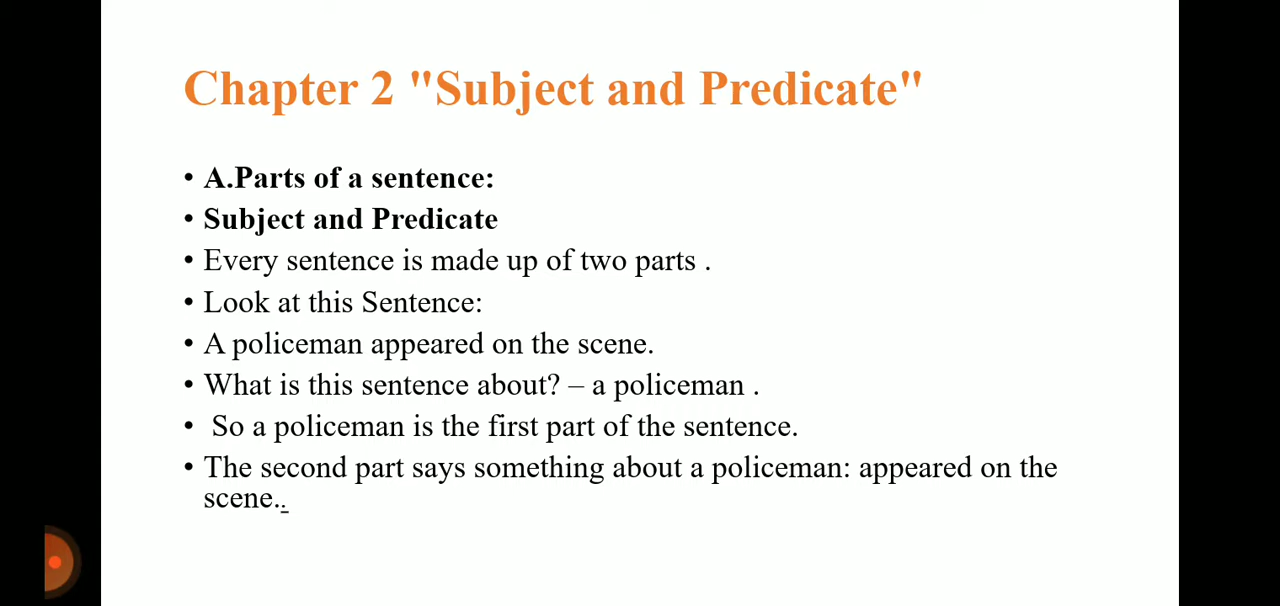 Chapter 2 "Subject and Predicate"
• A.Parts of a sentence:
• Subject and Predicate
• Every sentence is made up of two parts .
• Look at this Sentence:
• A policeman appeared on the scene.
• What is this sentence about? – a policeman .
• So a policeman is the first part of the sentence.
• The second part says something about a policeman: appeared on the
scene..